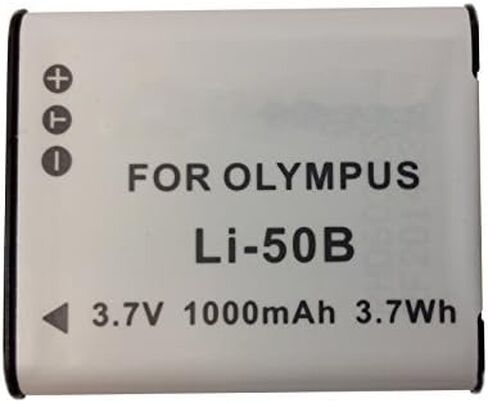 +
T
−
FOR OLYMPUS
Li-50B
3.7V 1000mAh 3.7Wh